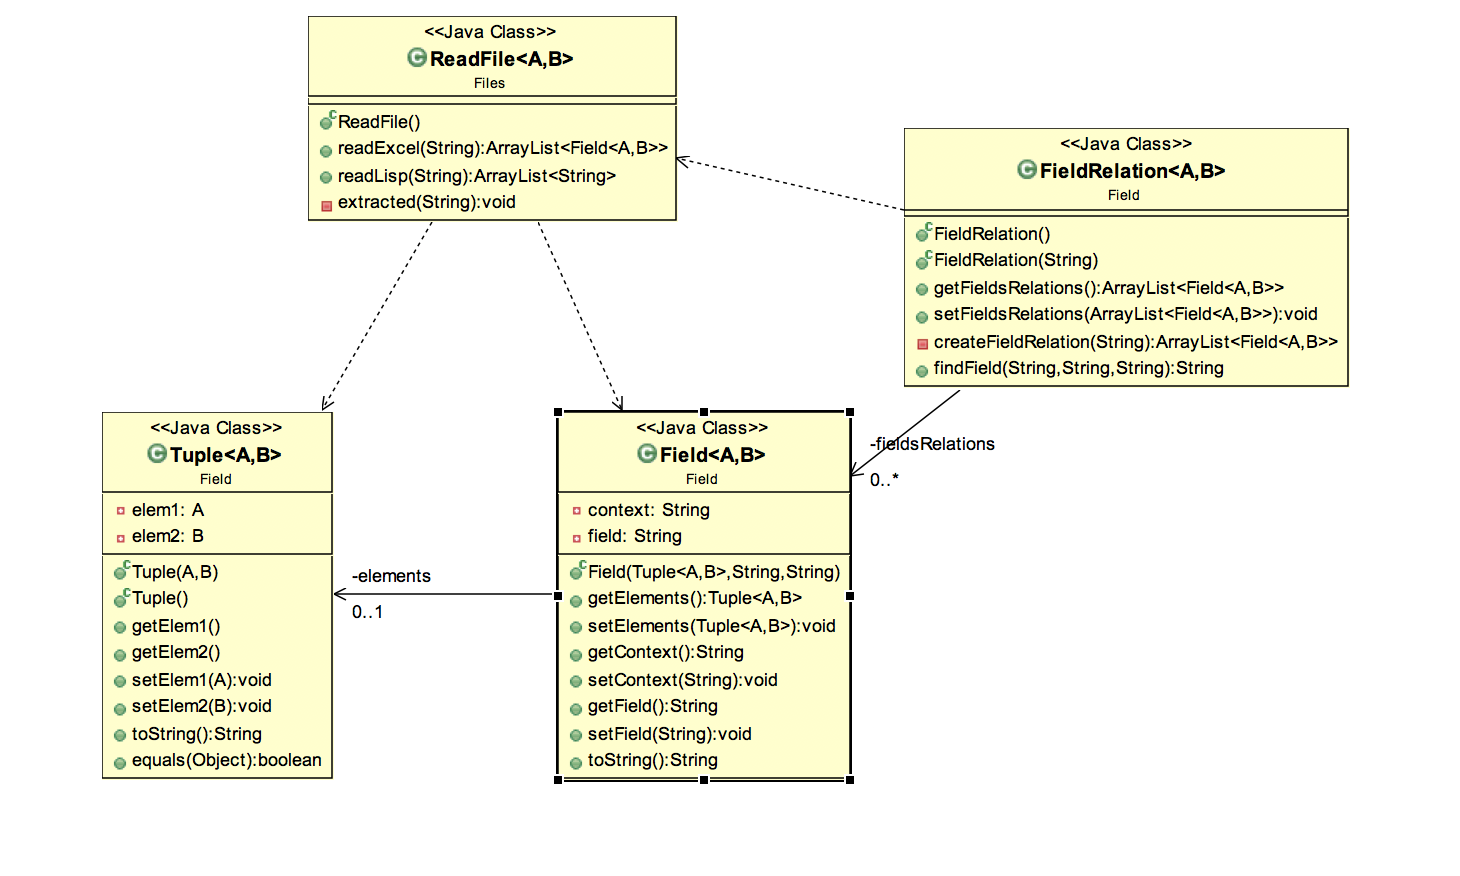 <<Java Class>>
ReadFile<A,B>
Files
ReadFile()
readExcel(String):ArrayList<Field<A,B>>
readLisp(String):ArrayList<String>
extracted(String):void
<<Java Class>>
FieldRelation<A,B>
Field
FieldRelation()
FieldRelation(String)
getFieldsRelations():ArrayList<Field<A,B>>
setFieldsRelations(ArrayList<Field<A,B>>):void
createFieldRelation(String):ArrayList<Field<A,B>>
findField(String,String,String):String
<<Java Class>>
Tuple<A,B>
Field
elem1: A
elem2: B
Tuple(A,B)
Tuple()
getElem1()
getElem2()
setElem1(A):void
setElem2(B):void
toString():String
equals(Object):boolean
-elements
0..1
<<Java Class>>
Field<A,B>
Field
context: String
field: String
Field(Tuple<A,B>,String,String)
getElements():Tuple<A,B>
setElements(Tuple<A,B>):void
getContext():String
setContext(String):void
getField():String
setField(String):void
toString():String
-fieldsRelations
0..*